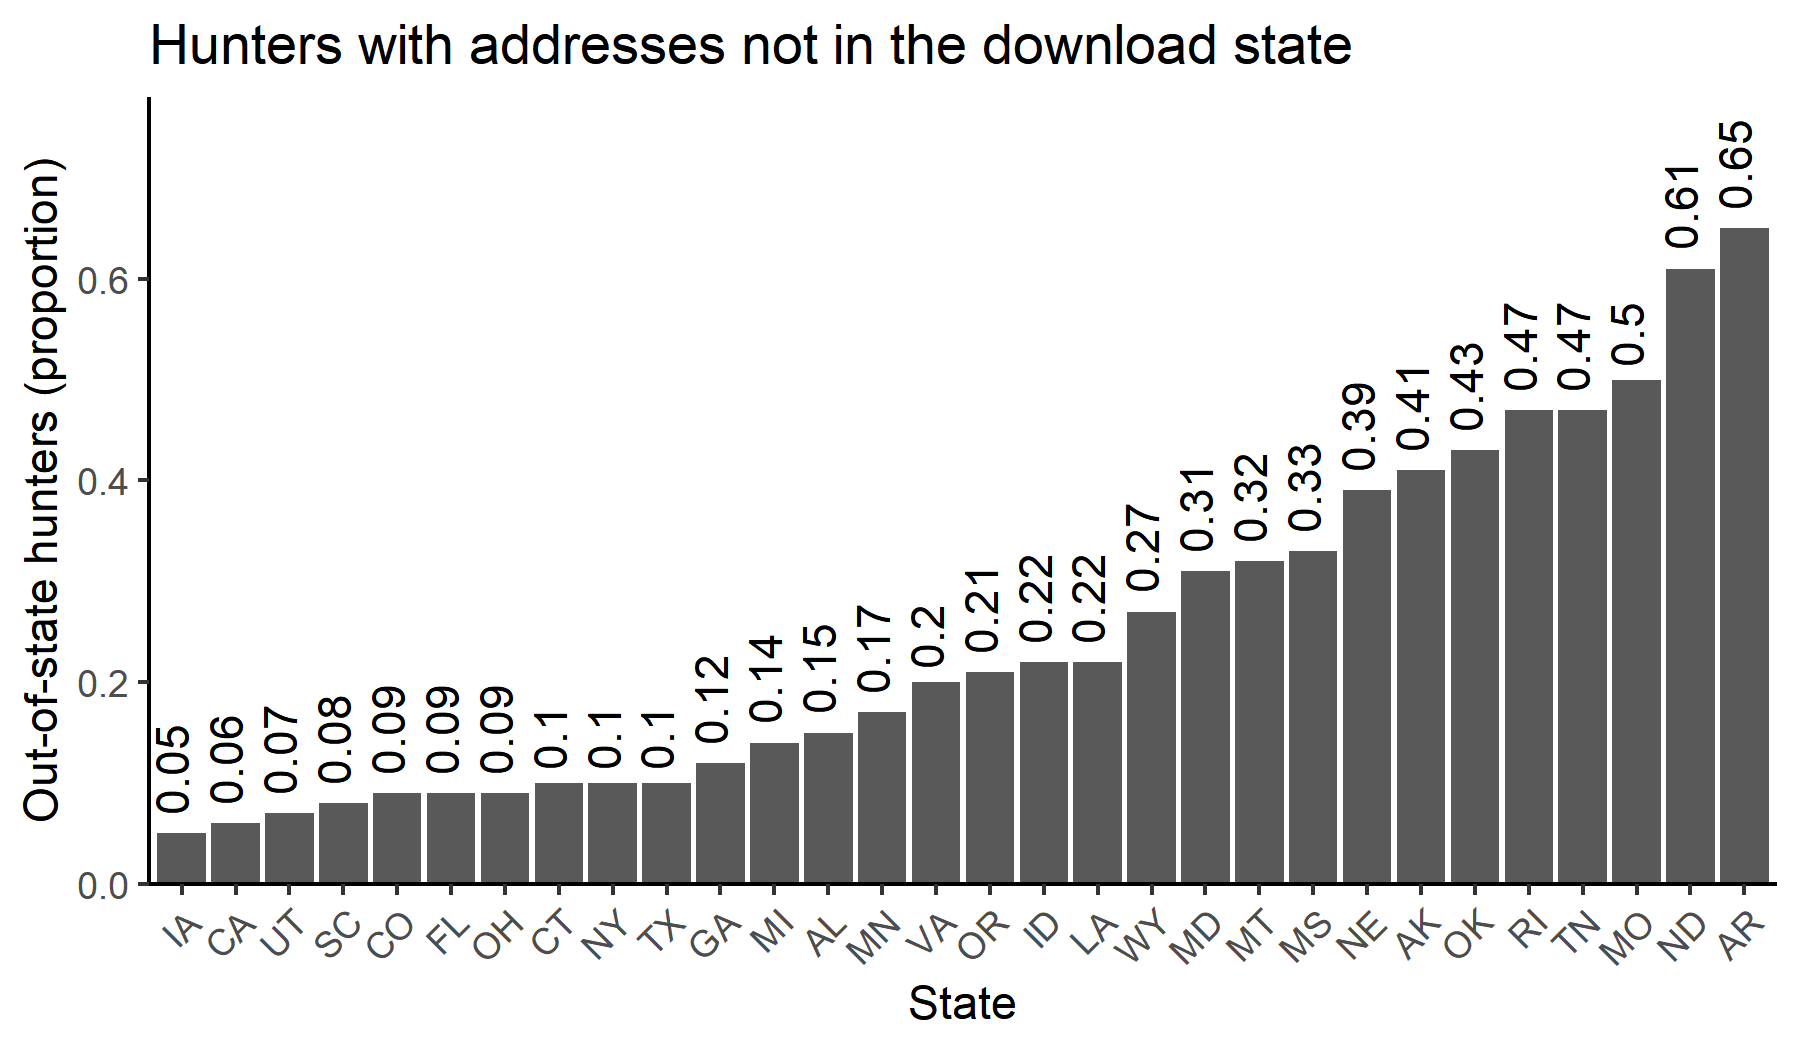 Hunters with addresses not in the download state
Out-of-state hunters (proportion)
0.6
0.4
0.2
0.0
0.05 0.06 0.07 0.08 0.09 0.09 0.09 0.1 0.1 0.1 0.12 0.14 0.15 0.17 0.2 0.21 0.22 0.22 0.27 0.31 0.32 0.33 0.39 0.41 0.43 0.47 0.47 0.5 0.61 0.65
IA CA UT SC CO FL OH CT NY TX GA MI AL MN VA OR ID LA WY MD MT MS NE AK OK RI TN MO ND AR
State